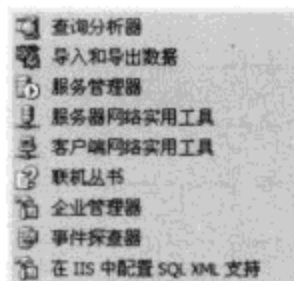 查询分析器
导入和导出数据
服务管理器
服务器网络实用工具
客户端网络实用工具
联机丛书
企业管理器
事件探查器
在 IIS 中配置 SQL XML 支持